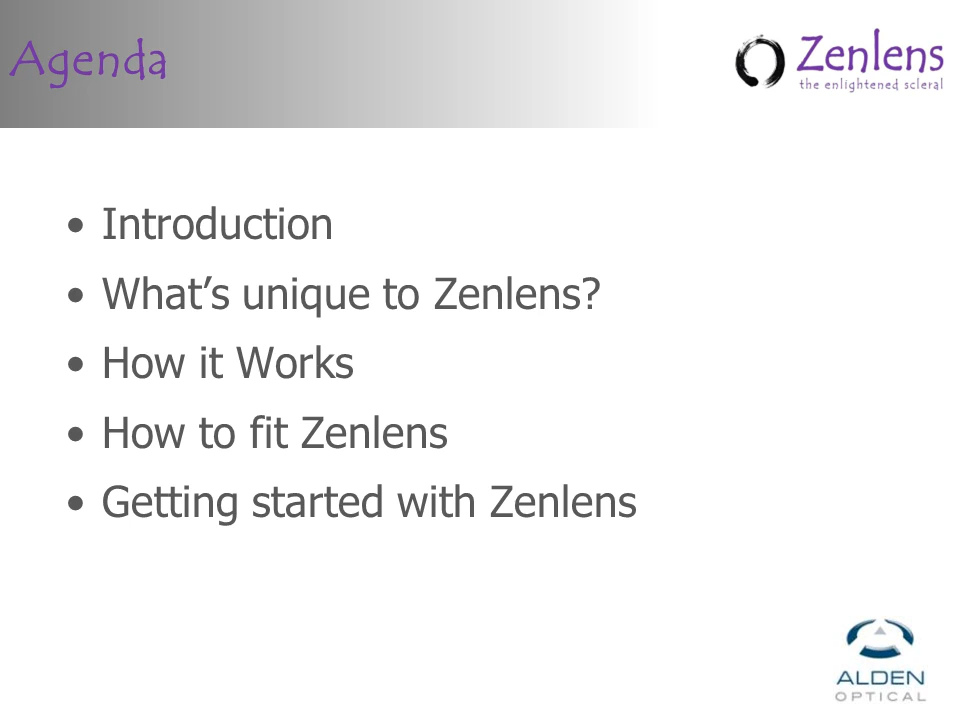 Agenda
Zenlens
the enlightened scleral
• Introduction
• What’s unique to Zenlens?
• How it Works
• How to fit Zenlens
• Getting started with Zenlens
ALDEN
OPTICAL